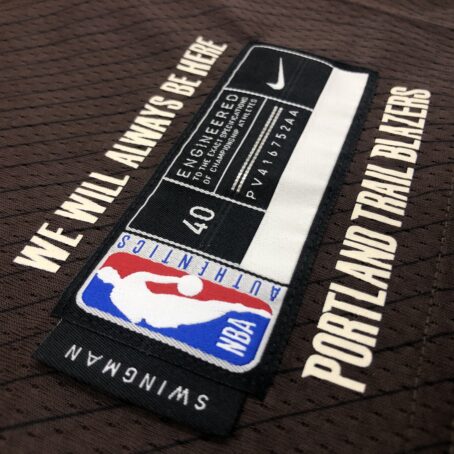 WE WILL ALWAYS BE HERE
ENGINEERED
TO THE EXACT SPECIFICATIONS
OF CHAMPIONSHIP ATHLETES
PV416752AA
40
AUTHENTICS
NBA
SWINGMAN
PORTLAND TRAIL BLAZERS